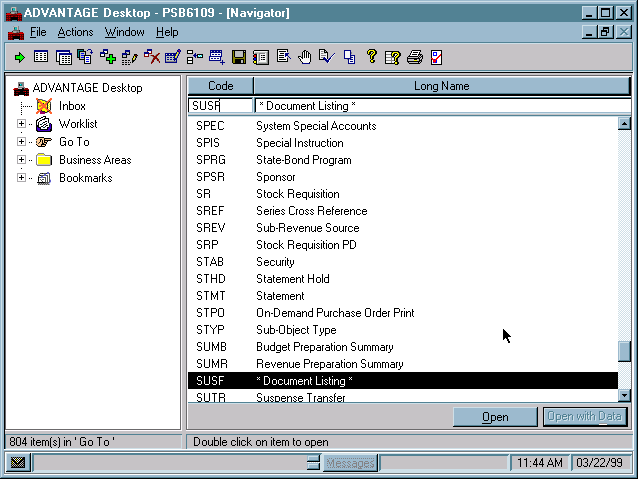 ADVANTAGE Desktop - PSB6109 - [Navigator]
File Actions Window Help
ADVANTAGE Desktop
Inbox
Worklist
Go To
Business Areas
Bookmarks
Code Long Name
SUSF * Document Listing *
SPEC System Special Accounts
SPIS Special Instruction
SPRG State-Bond Program
SPSR Sponsor
SR Stock Requisition
SREF Series Cross Reference
SREV Sub-Revenue Source
SRP Stock Requisition PD
STAB Security
STHD Statement Hold
STMT Statement
STPO On-Demand Purchase Order Print
STYP Sub-Object Type
SUMB Budget Preparation Summary
SUMR Revenue Preparation Summary
SUSF * Document Listing *
SUTR Suspense Transfer
Open Open with Data
804 item(s) in ' Go To ' Double click on item to open
Messages 11:44 AM 03/22/99